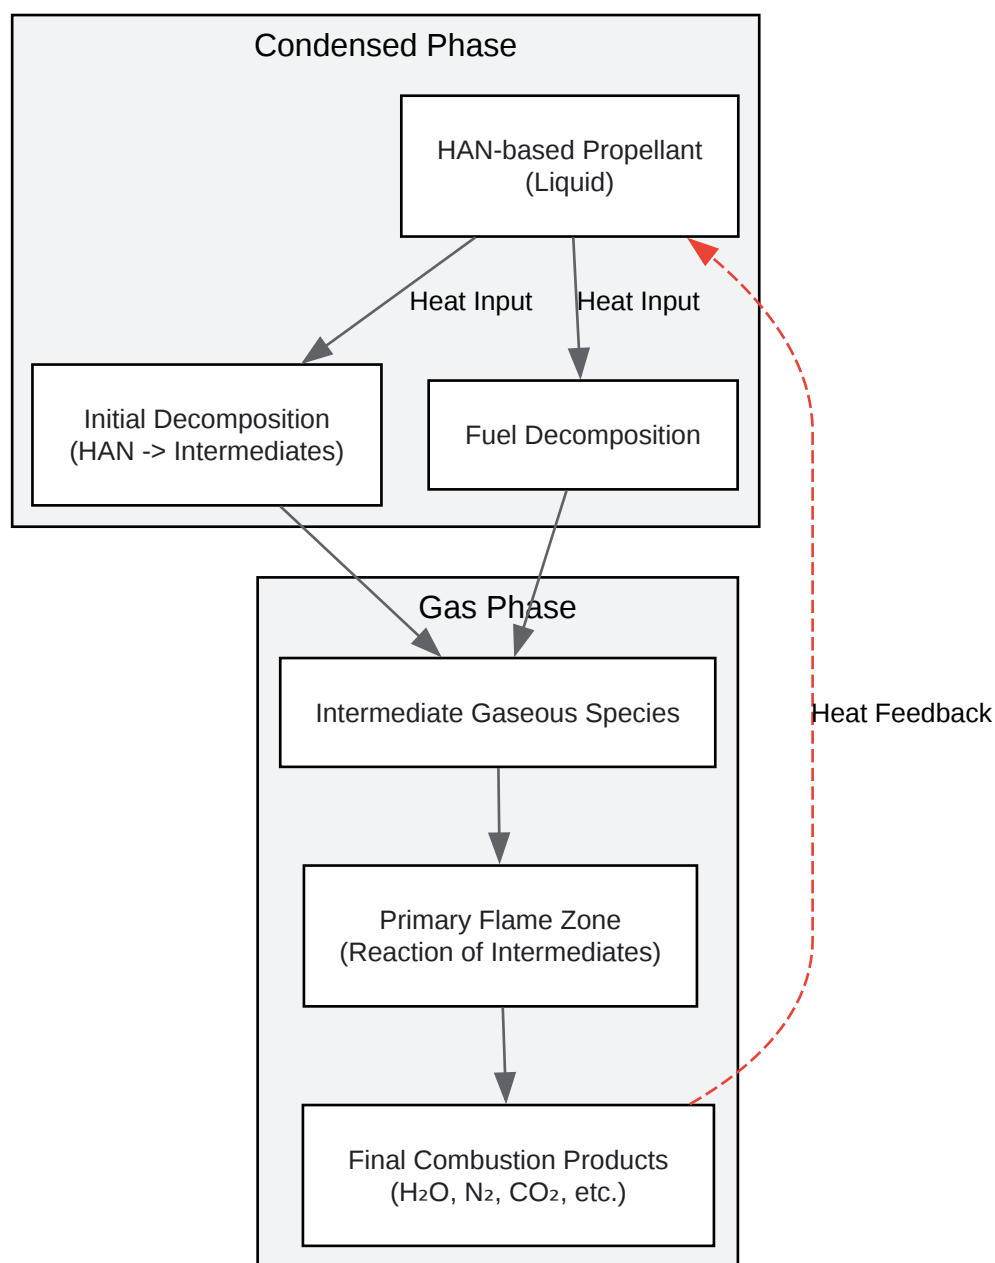 Condensed Phase
HAN-based Propellant
(Liquid)
Heat Input
Heat Input
Initial Decomposition
(HAN -> Intermediates)
Fuel Decomposition
Gas Phase
Intermediate Gaseous Species
Heat Feedback
Primary Flame Zone
(Reaction of Intermediates)
Final Combustion Products
(H₂O, N₂, CO₂, etc.)